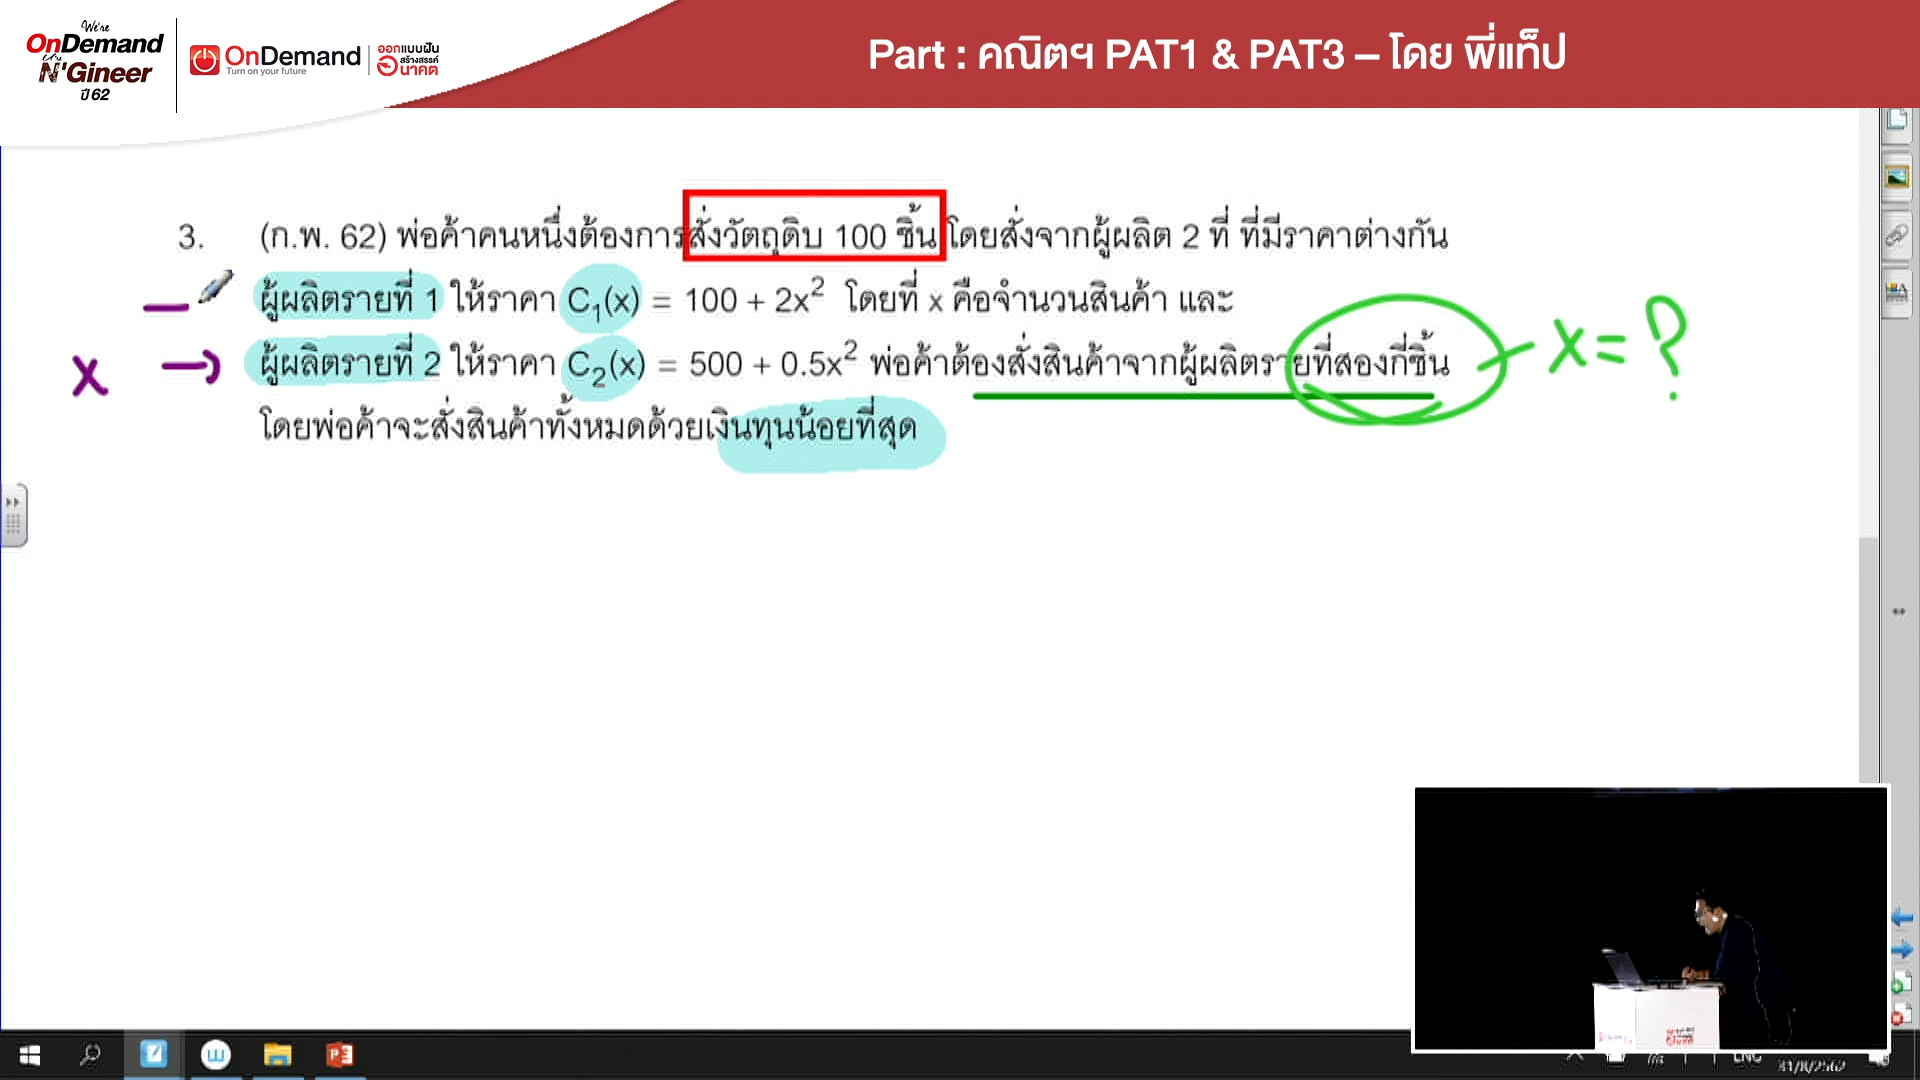 We're
OnDemand
N'Gineer
ปี 62
OnDemand
Turn on your future
ออกแบบฝัน
สร้างสรรค์
อนาคต
Part : คณิตฯ PAT1 & PAT3 – โดย พี่แท็ป
3. (ก.พ. 62) พ่อค้าคนหนึ่งต้องการสั่งวัตถุดิบ 100 ชิ้น โดยสั่งจากผู้ผลิต 2 ที่ ที่มีราคาต่างกัน
ผู้ผลิตรายที่ 1 ให้ราคา C₁(x) = 100 + 2x² โดยที่ x คือจำนวนสินค้า และ
x → ผู้ผลิตรายที่ 2 ให้ราคา C₂(x) = 500 + 0.5x² พ่อค้าต้องสั่งสินค้าจากผู้ผลิตรายที่สองกี่ชิ้น – x = ?
โดยพ่อค้าจะสั่งสินค้าทั้งหมดด้วยเงินทุนน้อยที่สุด
ENG
31/8/2562